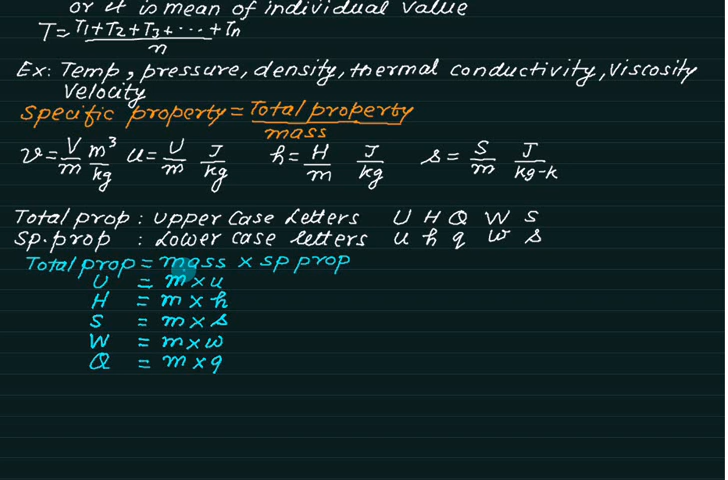 or it is mean of individual value
T = T1+T2+T3+ ··· +Tn / n
Ex: Temp, pressure, density, thermal conductivity, Viscosity
Velocity
Specific property = Total property / mass
v = V/m m³/kg u = U/m J/kg h = H/m J/kg s = S/m J/kg-k
Total prop : Upper Case Letters U H Q W S
Sp. prop : Lower case letters u h q w s
Total prop = mass × sp prop
U = m × u
H = m × h
S = m × s
W = m × w
Q = m × q